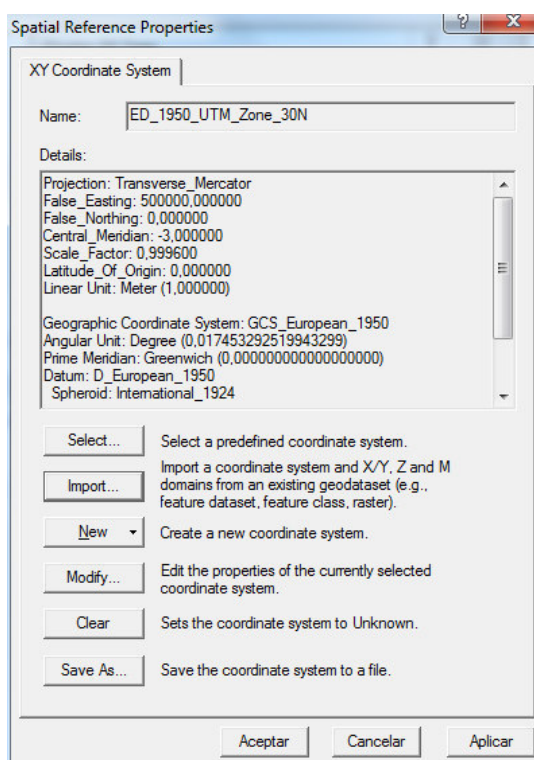 Spatial Reference Properties
XY Coordinate System
Name: ED_1950_UTM_Zone_30N
Details:
Projection: Transverse_Mercator
False_Easting: 500000,000000
False_Northing: 0,000000
Central_Meridian: -3,000000
Scale_Factor: 0,999600
Latitude_Of_Origin: 0,000000
Linear Unit: Meter (1,000000)
Geographic Coordinate System: GCS_European_1950
Angular Unit: Degree (0,017453292519943299)
Prime Meridian: Greenwich (0,000000000000000000)
Datum: D_European_1950
Spheroid: International_1924
Select... Select a predefined coordinate system.
Import... Import a coordinate system and X/Y, Z and M
domains from an existing geodataset (e.g.,
feature dataset, feature class, raster).
New Create a new coordinate system.
Modify... Edit the properties of the currently selected
coordinate system.
Clear Sets the coordinate system to Unknown.
Save As... Save the coordinate system to a file.
Aceptar Cancelar Aplicar